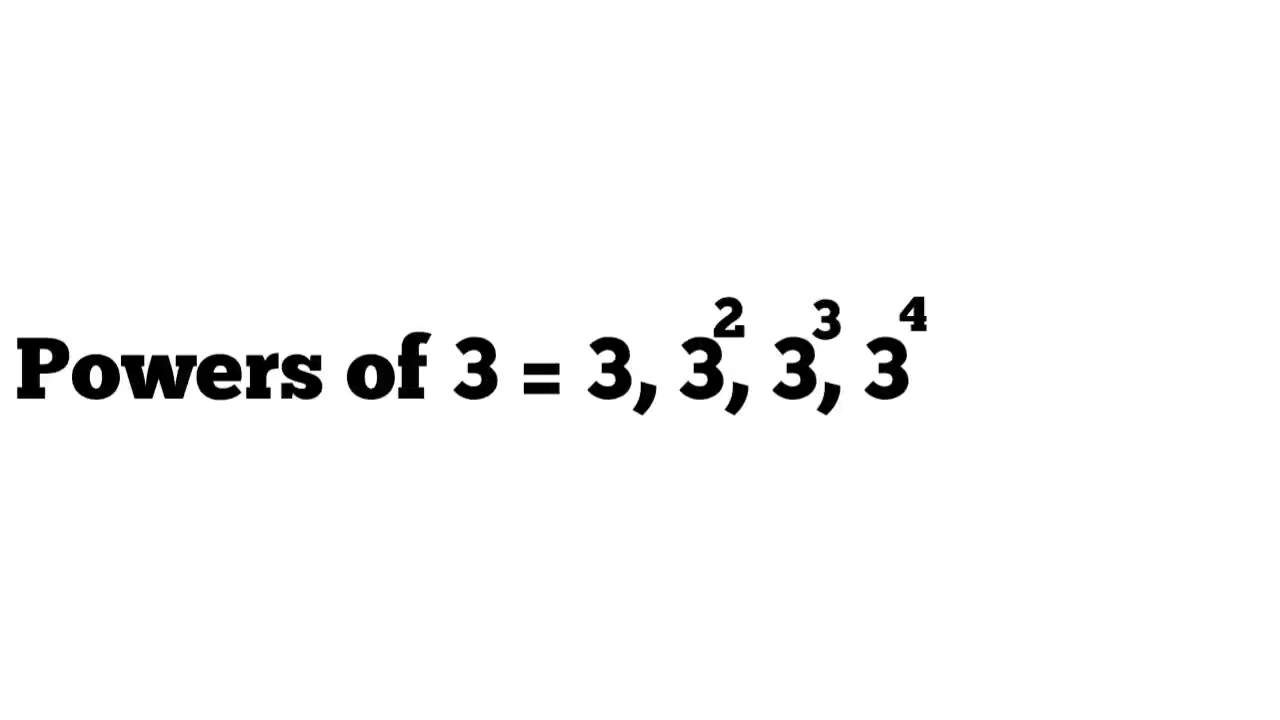 Powers of 3 = 3, 3², 3³, 3⁴